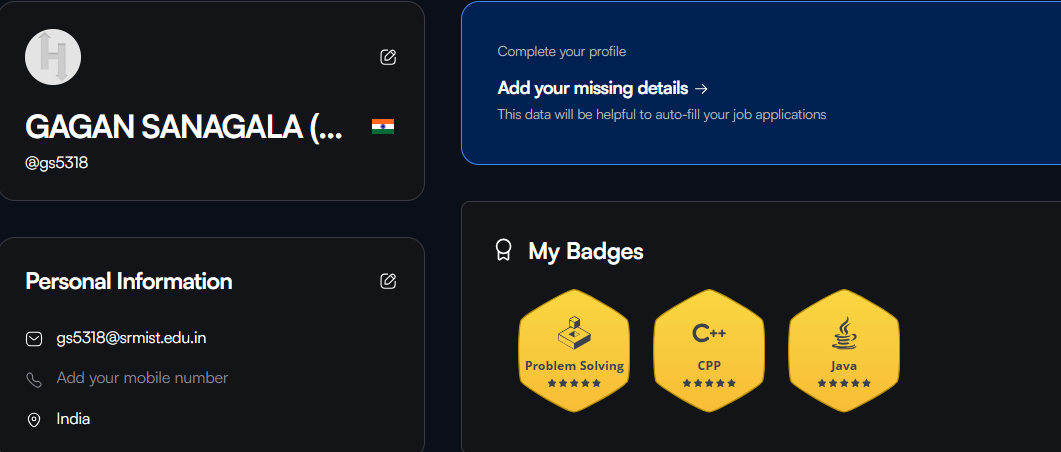 GAGAN SANAGALA (...
@gs5318
Personal Information
gs5318@srmist.edu.in
Add your mobile number
India
Complete your profile
Add your missing details →
This data will be helpful to auto-fill your job applications
My Badges
Problem Solving
C++
CPP
Java